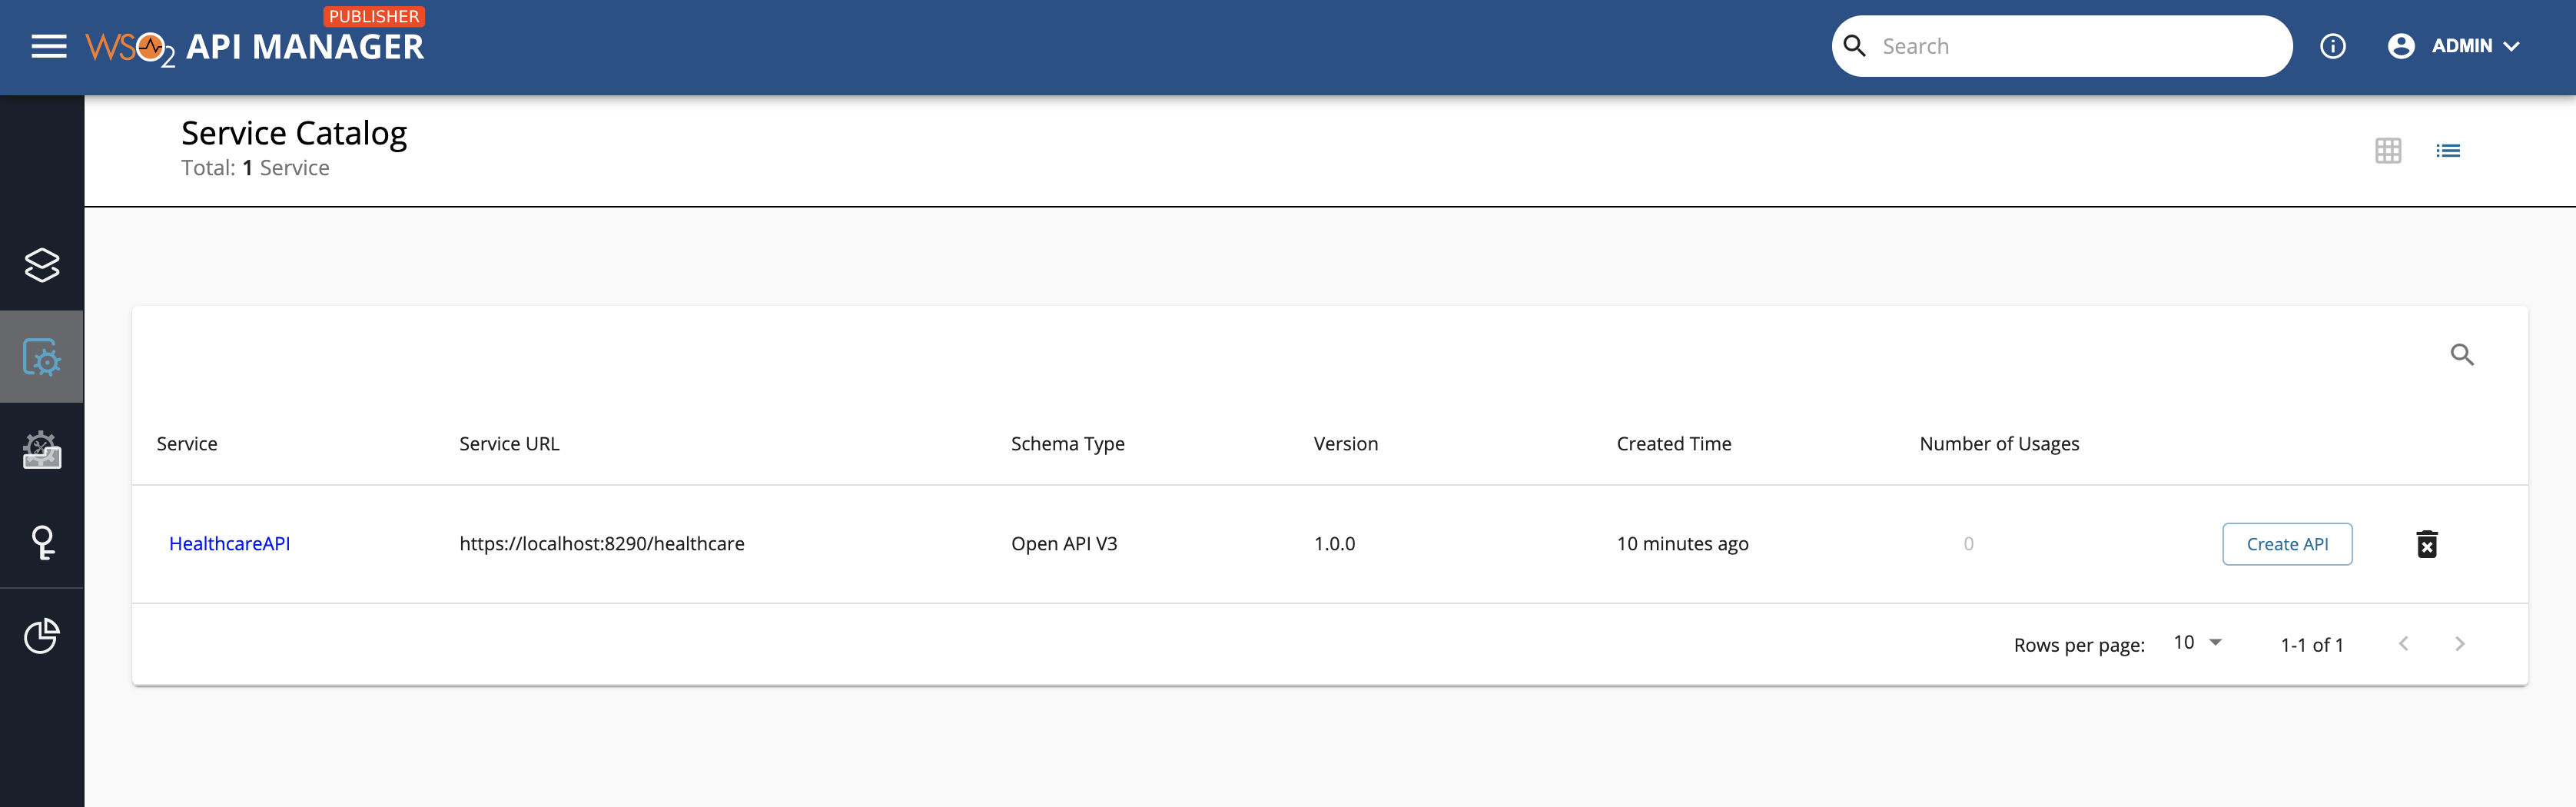 PUBLISHER
WSO2 API MANAGER
Search
ADMIN
Service Catalog
Total: 1 Service
Service Service URL Schema Type Version Created Time Number of Usages
HealthcareAPI https://localhost:8290/healthcare Open API V3 1.0.0 10 minutes ago 0 Create API
Rows per page: 10 1-1 of 1